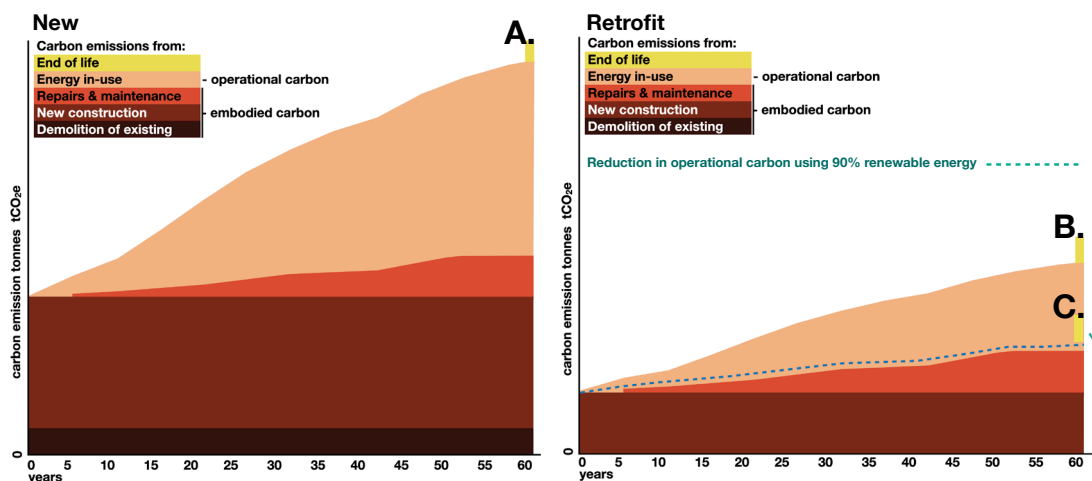 New
Carbon emissions from:
End of life
Energy in-use
- operational carbon
Repairs & maintenance
New construction
- embodied carbon
Demolition of existing
A.
carbon emission tonnes tCO₂e
0
0 5 10 15 20 25 30 35 40 45 50 55 60
years
Retrofit
Carbon emissions from:
End of life
Energy in-use
- operational carbon
Repairs & maintenance
New construction
- embodied carbon
Demolition of existing
Reduction in operational carbon using 90% renewable energy
B.
C.
carbon emission tonnes tCO₂e
0
0 5 10 15 20 25 30 35 40 45 50 55 60
years